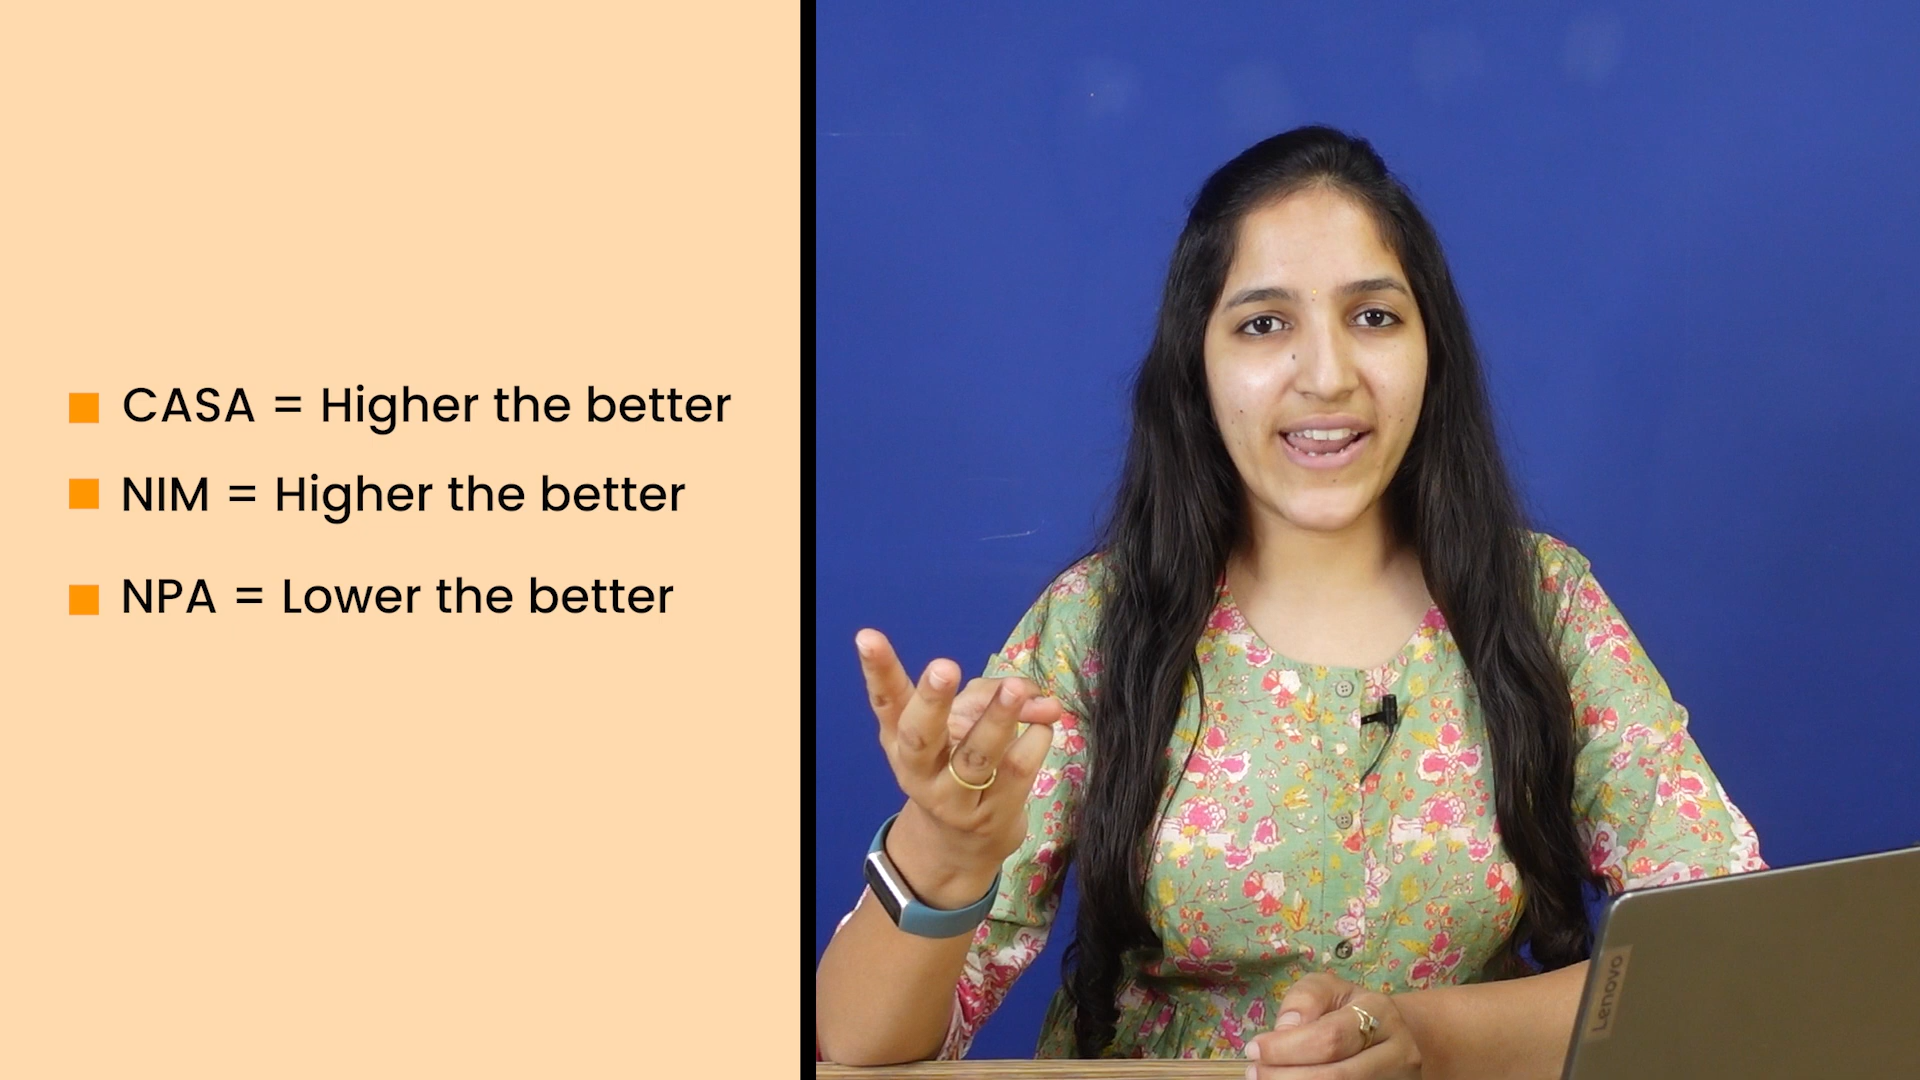 CASA = Higher the better
NIM = Higher the better
NPA = Lower the better
Lenovo